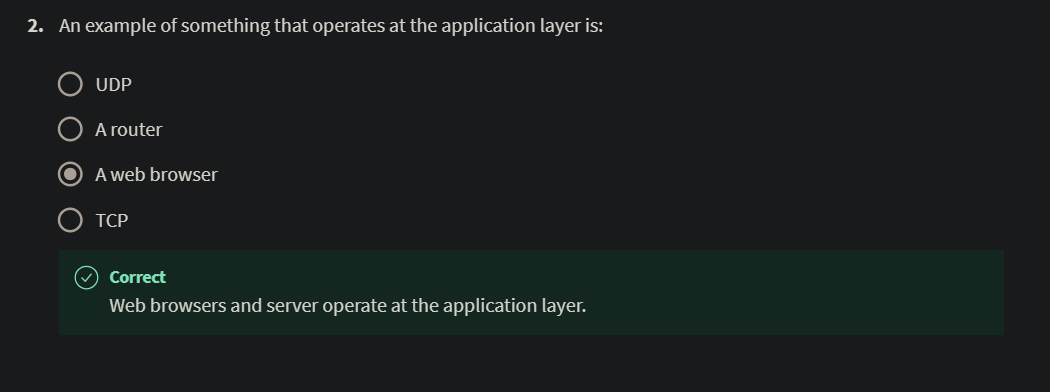 2. An example of something that operates at the application layer is:
UDP
A router
A web browser
TCP
Correct
Web browsers and server operate at the application layer.